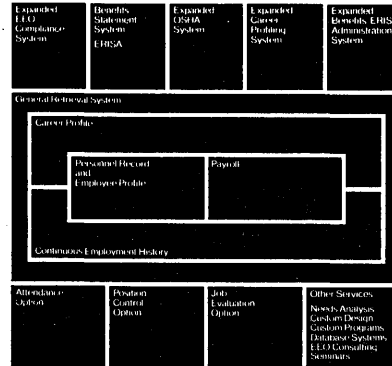 Expanded
EEO
Compliance
System
Benefits
Statement
System
ERISA
Expanded
OSHA
System
Expanded
Career
Profiling
System
Expanded
Benefits ERIS
Administration
System
General Retrieval System
Career Profile
Personnel Record
and
Employee Profile
Payroll
Continuous Employment History
Attendance
Option
Position
Control
Option
Job
Evaluation
Option
Other Services
Needs Analysis
Custom Design
Custom Programs
Database Systems
EEO Consulting
Seminars